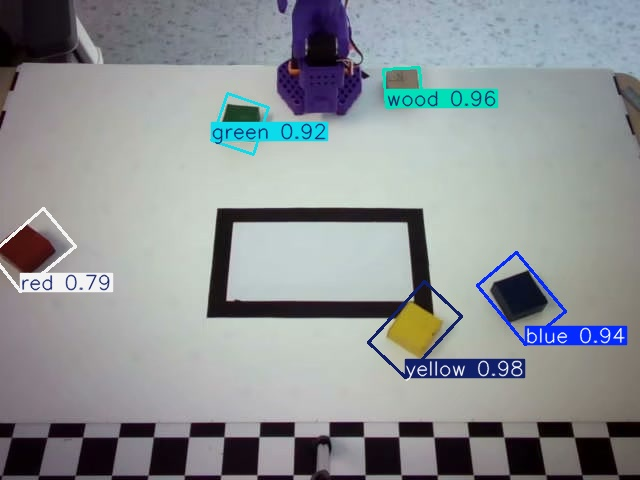 wood 0.96
green 0.92
red 0.79
blue 0.94
yellow 0.98